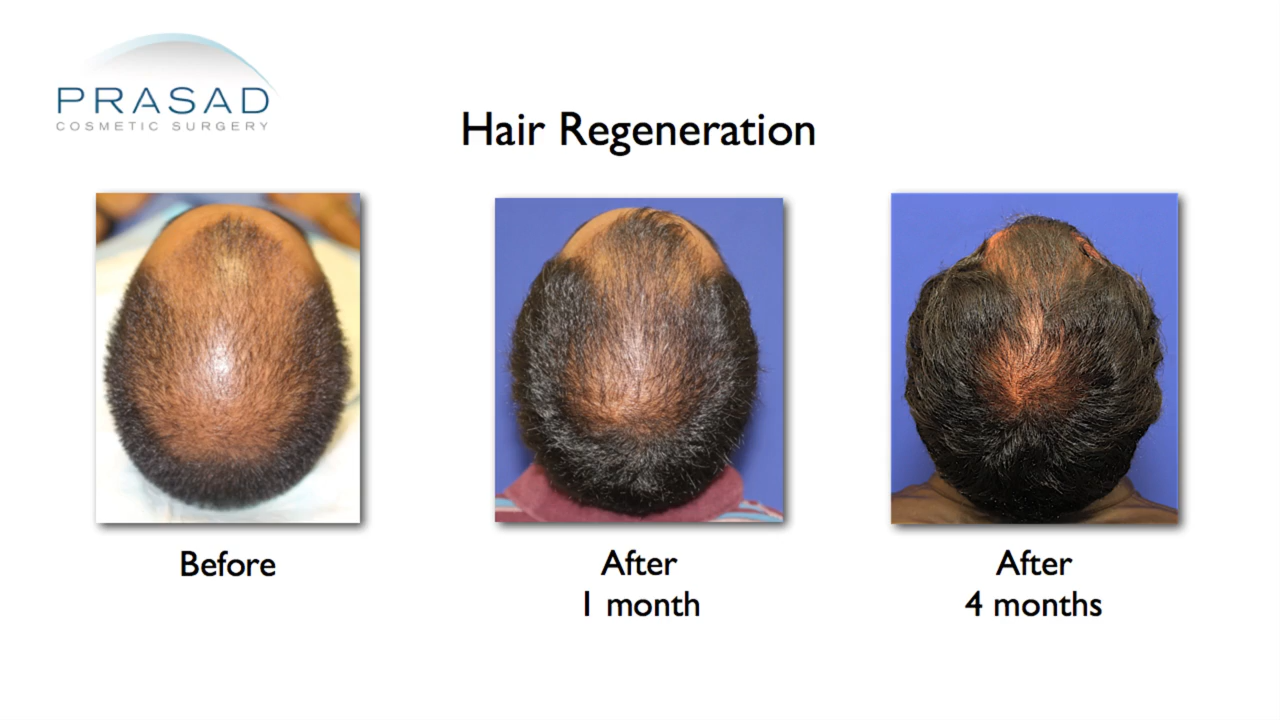 PRASAD
COSMETIC SURGERY
Hair Regeneration
Before
After
1 month
After
4 months